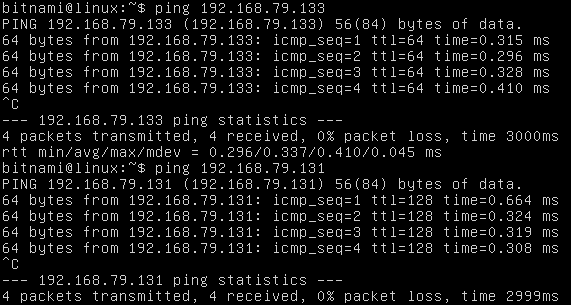 bitnami@linux:~$ ping 192.168.79.133
PING 192.168.79.133 (192.168.79.133) 56(84) bytes of data.
64 bytes from 192.168.79.133: icmp_seq=1 ttl=64 time=0.315 ms
64 bytes from 192.168.79.133: icmp_seq=2 ttl=64 time=0.296 ms
64 bytes from 192.168.79.133: icmp_seq=3 ttl=64 time=0.328 ms
64 bytes from 192.168.79.133: icmp_seq=4 ttl=64 time=0.410 ms
^C
--- 192.168.79.133 ping statistics ---
4 packets transmitted, 4 received, 0% packet loss, time 3000ms
rtt min/avg/max/mdev = 0.296/0.337/0.410/0.045 ms
bitnami@linux:~$ ping 192.168.79.131
PING 192.168.79.131 (192.168.79.131) 56(84) bytes of data.
64 bytes from 192.168.79.131: icmp_seq=1 ttl=128 time=0.664 ms
64 bytes from 192.168.79.131: icmp_seq=2 ttl=128 time=0.324 ms
64 bytes from 192.168.79.131: icmp_seq=3 ttl=128 time=0.319 ms
64 bytes from 192.168.79.131: icmp_seq=4 ttl=128 time=0.308 ms
^C
--- 192.168.79.131 ping statistics ---
4 packets transmitted, 4 received, 0% packet loss, time 2999ms